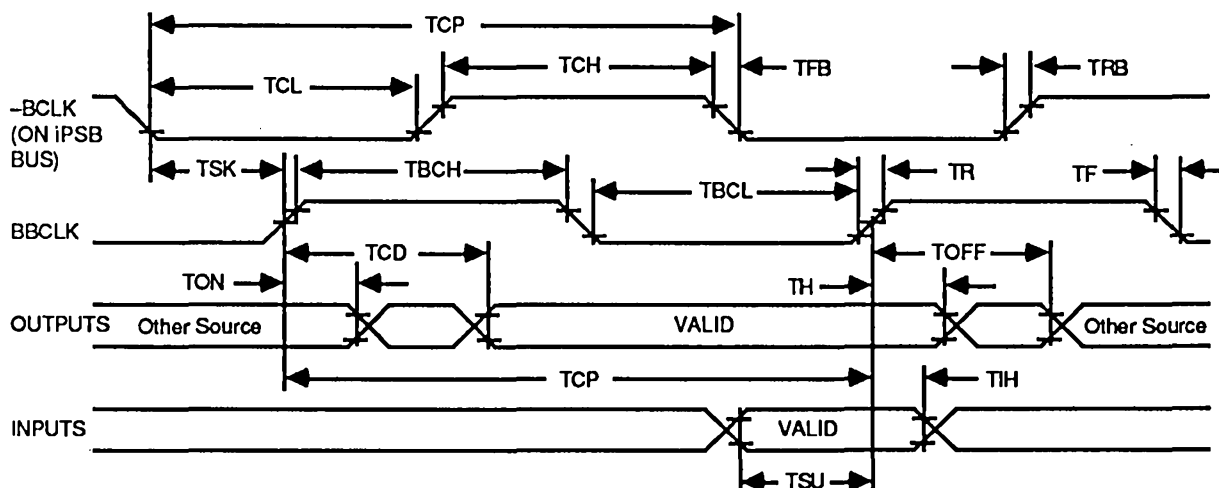 TCP
TCL
TCH
TFB
TRB
–BCLK
(ON iPSB
BUS)
TSK
TBCH
TBCL
TR
TF
BBCLK
TCD
TOFF
TON
TH
OUTPUTS
Other Source
VALID
Other Source
TCP
TIH
INPUTS
VALID
TSU